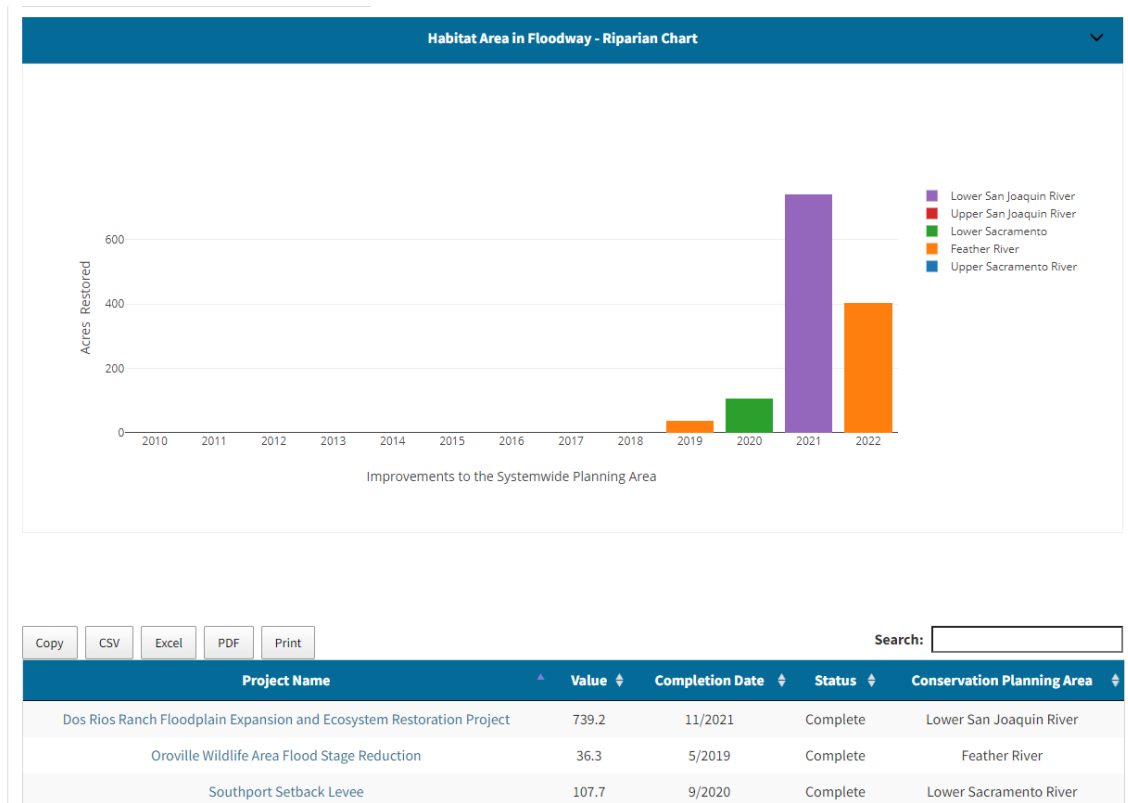 Habitat Area in Floodway - Riparian Chart
Lower San Joaquin River
Upper San Joaquin River
Lower Sacramento
Feather River
Upper Sacramento River
600
400
200
0
Acres Restored
2010 2011 2012 2013 2014 2015 2016 2017 2018 2019 2020 2021 2022
Improvements to the Systemwide Planning Area
Copy CSV Excel PDF Print Search:
Project Name Value Completion Date Status Conservation Planning Area
Dos Rios Ranch Floodplain Expansion and Ecosystem Restoration Project 739.2 11/2021 Complete Lower San Joaquin River
Oroville Wildlife Area Flood Stage Reduction 36.3 5/2019 Complete Feather River
Southport Setback Levee 107.7 9/2020 Complete Lower Sacramento River